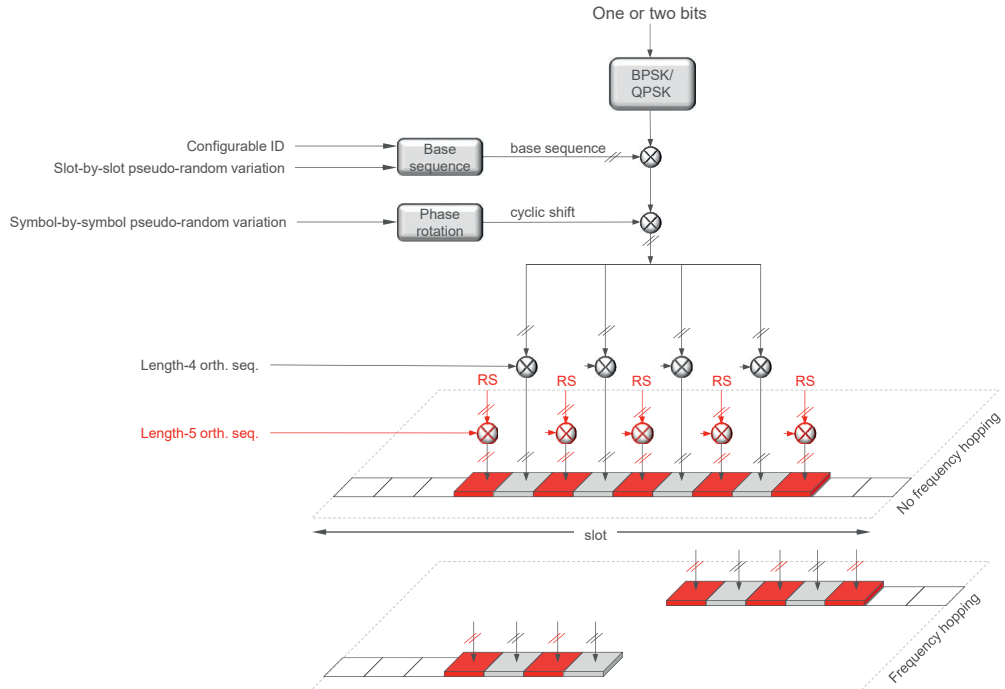 One or two bits
BPSK/
QPSK
Configurable ID
Slot-by-slot pseudo-random variation
Base
sequence
base sequence
Symbol-by-symbol pseudo-random variation
Phase
rotation
cyclic shift
Length-4 orth. seq.
RS
RS
RS
RS
RS
Length-5 orth. seq.
No frequency hopping
slot
Frequency hopping